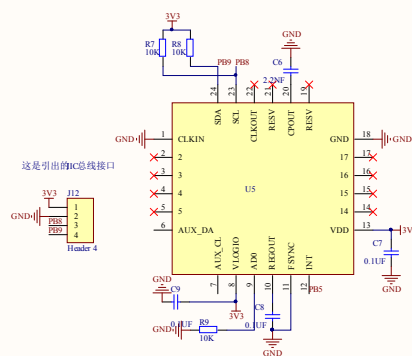 3V3
GND
R7
10K
R8
10K
PB9 PB8
C6
2.2NF
24
23
22
21
20
19
SDA
SCL
CLKOUT
RESV
CPOUT
RESV
GND
1
CLKIN
GND
18
GND
2
17
3
16
4
15
5
14
6
AUX_DA
VDD
13
3V
U5
这是引出的IIC总线接口
J12
3V3
GND
PB8
PB9
1
2
3
4
Header 4
AUX_CL
VLOGIO
AD0
REGOUT
FSYNC
INT
7
8
9
10
11
12
PB5
C7
0.1UF
GND
GND
C9
0.1UF
3V3
C8
0.1UF
GND
R9
10K
GND